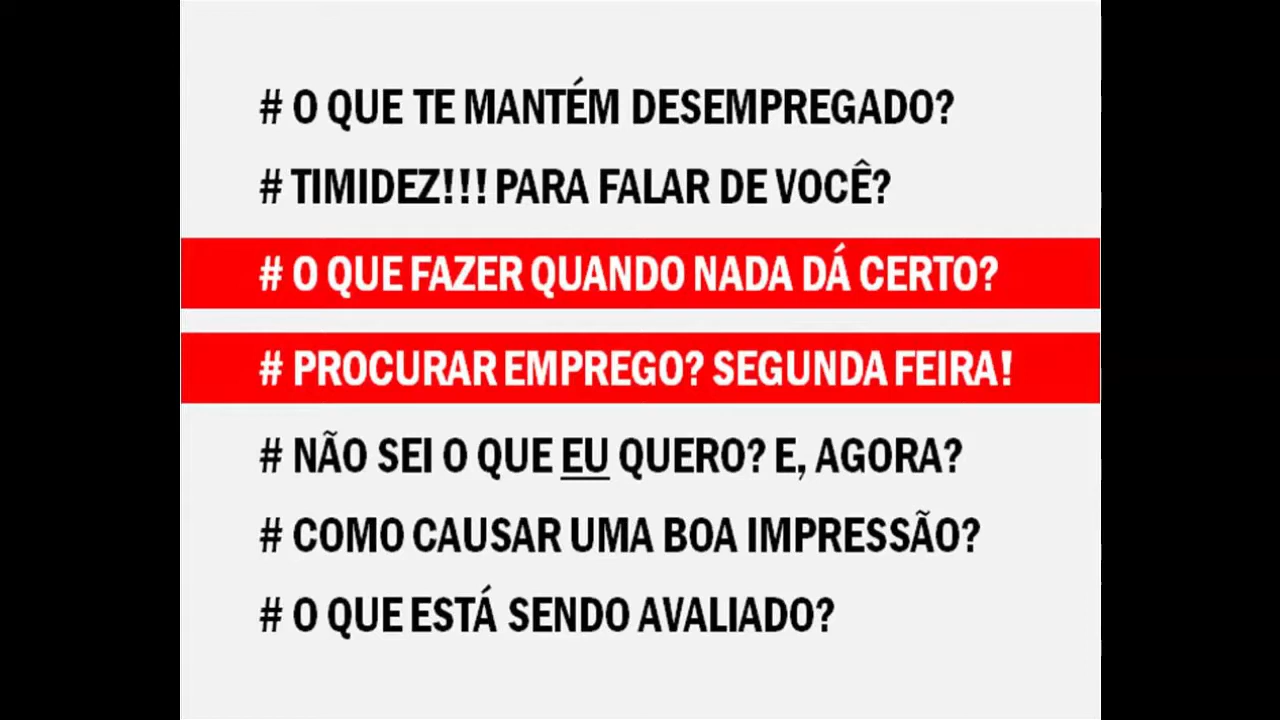 # O QUE TE MANTÉM DESEMPREGADO?
# TIMIDEZ!!! PARA FALAR DE VOCÊ?
# O QUE FAZER QUANDO NADA DÁ CERTO?
# PROCURAR EMPREGO? SEGUNDA FEIRA!
# NÃO SEI O QUE EU QUERO? E, AGORA?
# COMO CAUSAR UMA BOA IMPRESSÃO?
# O QUE ESTÁ SENDO AVALIADO?